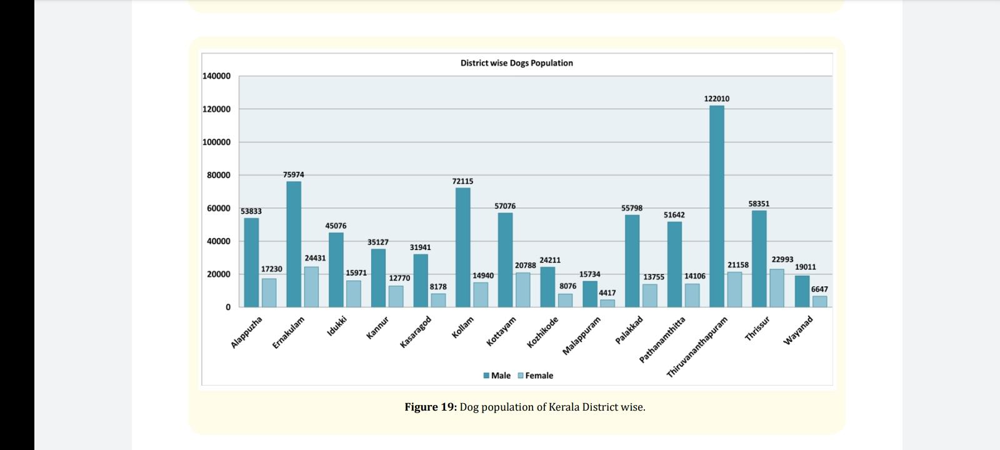 District wise Dogs Population
140000
120000
100000
80000
60000
40000
20000
0
53833
17230
75974
24431
45076
15971
35127
12770
31941
8178
72115
14940
57076
20788
24211
8076
15734
4417
55798
13755
51642
14106
122010
21158
58351
22993
19011
6647
Alappuzha
Ernakulam
Idukki
Kannur
Kasaragod
Kollam
Kottayam
Kozhikode
Malappuram
Palakkad
Pathanamthitta
Thiruvananthapuram
Thrissur
Wayanad
Male Female
Figure 19: Dog population of Kerala District wise.